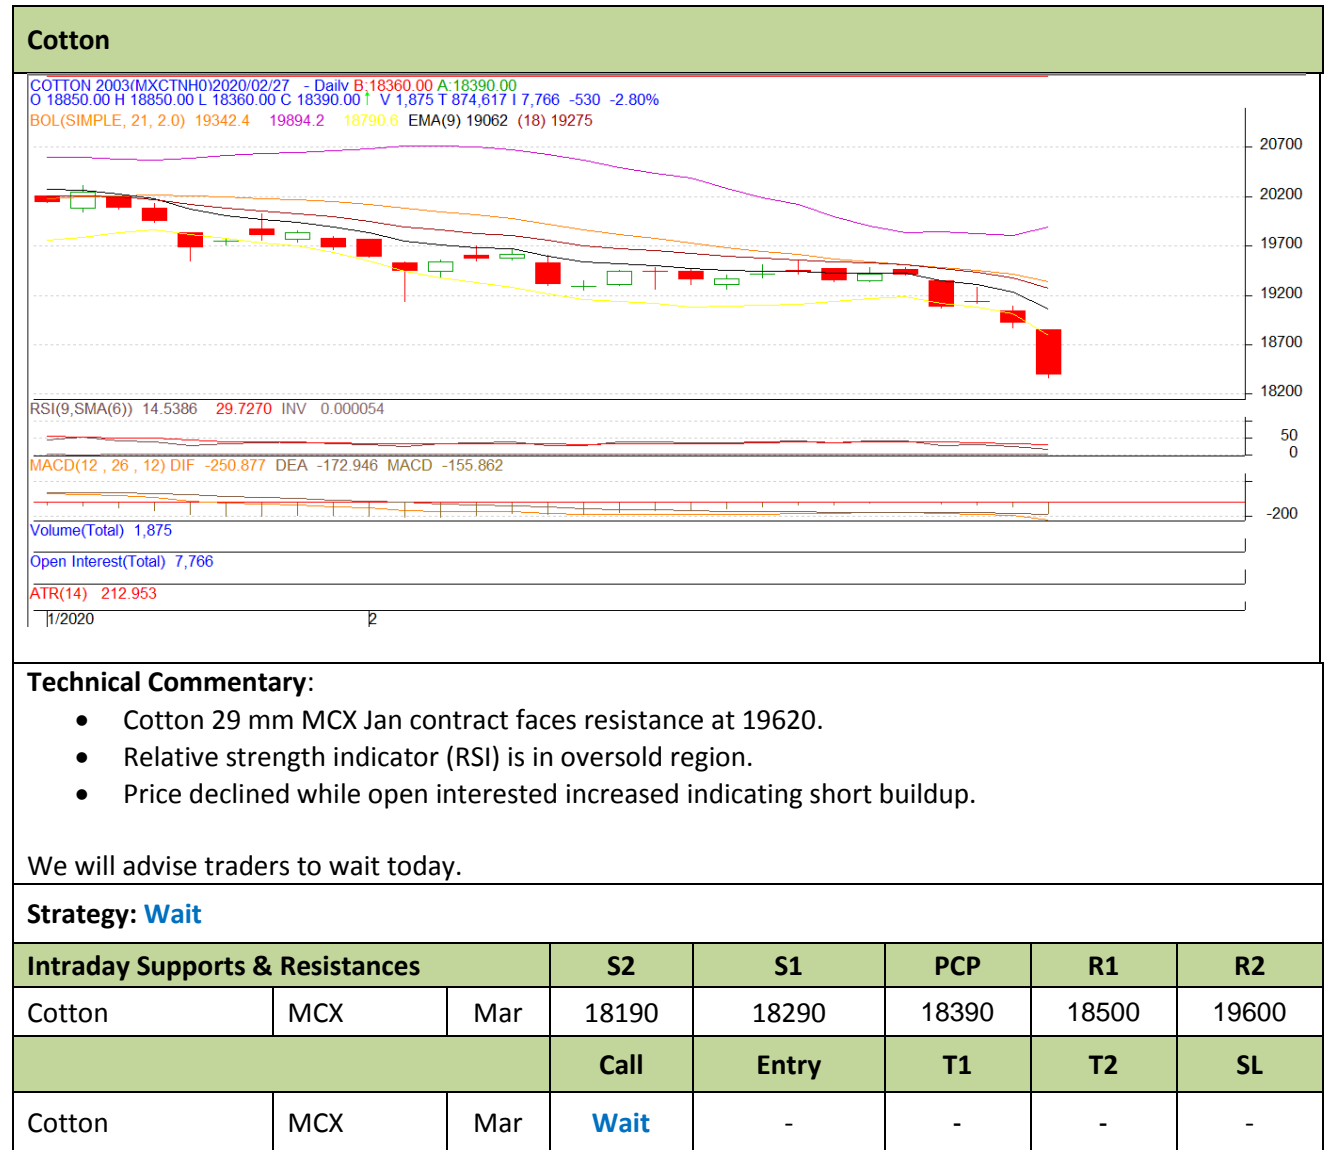 Cotton
COTTON 2003(MXCTNH0)2020/02/27 - Daily B:18360.00 A:18390.00
O 18850.00 H 18850.00 L 18360.00 C 18390.00↑ V 1,875 T 874,617 I 7,766 -530 -2.80%
BOL(SIMPLE, 21, 2.0) 19342.4 19894.2 18790.6 EMA(9) 19062 (18) 19275
20700
20200
19700
19200
18700
18200
RSI(9,SMA(6)) 14.5386 29.7270 INV 0.000054
50
0
MACD(12 , 26 , 12) DIF -250.877 DEA -172.946 MACD -155.862
-200
Volume(Total) 1,875
Open Interest(Total) 7,766
ATR(14) 212.953
1/2020 2
Technical Commentary:
• Cotton 29 mm MCX Jan contract faces resistance at 19620.
• Relative strength indicator (RSI) is in oversold region.
• Price declined while open interested increased indicating short buildup.
We will advise traders to wait today.
Strategy: Wait
Intraday Supports & Resistances S2 S1 PCP R1 R2
Cotton MCX Mar 18190 18290 18390 18500 19600
Call Entry T1 T2 SL
Cotton MCX Mar Wait - - - -